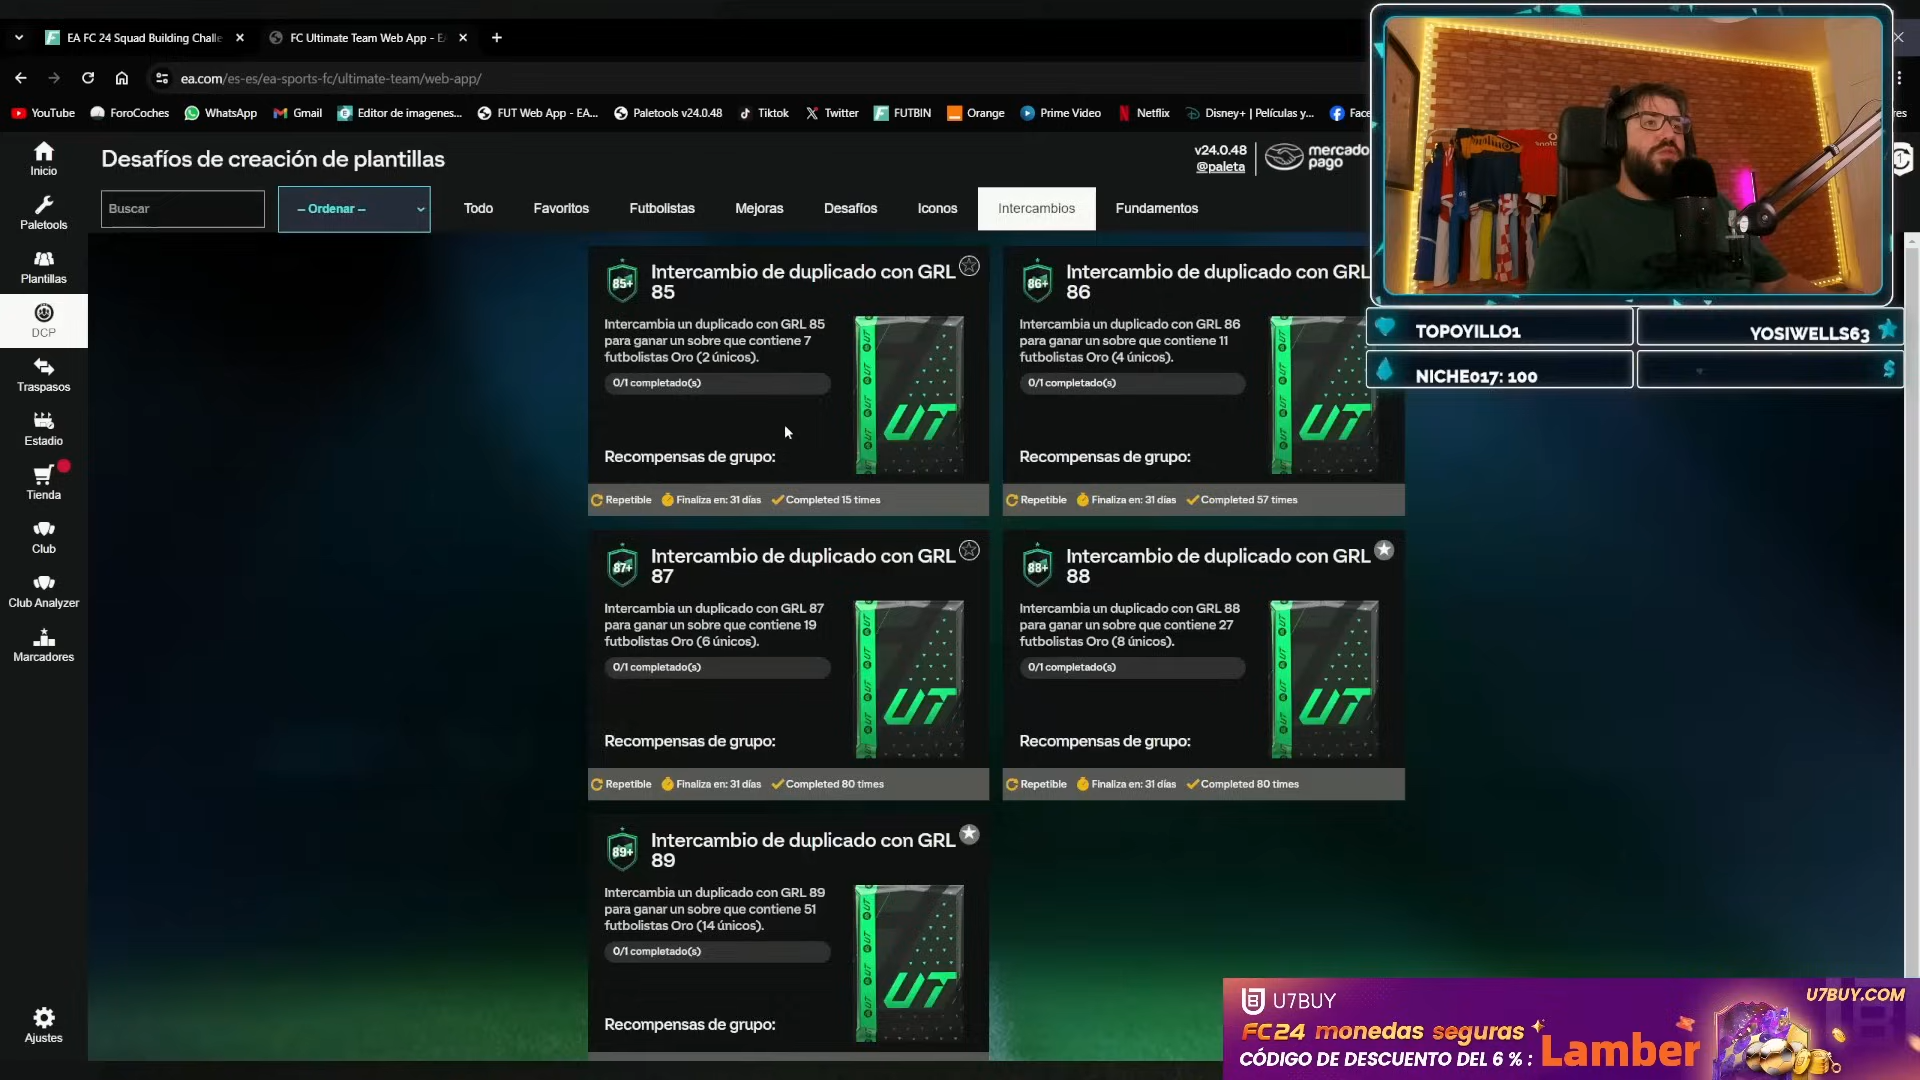 EA FC 24 Squad Building Challe
FC Ultimate Team Web App - E
ea.com/es-es/ea-sports-fc/ultimate-team/web-app/
YouTube
ForoCoches
WhatsApp
Gmail
Editor de imagenes...
FUT Web App - EA...
Paletools v24.0.48
Tiktok
Twitter
FUTBIN
Orange
Prime Video
Netflix
Disney+ | Películas y...
Face
res
Inicio
Paletools
Plantillas
DCP
Traspasos
Estadio
Tienda
Club
Club Analyzer
Marcadores
Ajustes
Desafíos de creación de plantillas
v24.0.48
@paleta
mercado
pago
Buscar
-- Ordenar --
Todo
Favoritos
Futbolistas
Mejoras
Desafíos
Iconos
Intercambios
Fundamentos
85+
Intercambio de duplicado con GRL
85
Intercambia un duplicado con GRL 85
para ganar un sobre que contiene 7
futbolistas Oro (2 únicos).
0/1 completado(s)
UT
Recompensas de grupo:
Repetible
Finaliza en: 31 días
Completed 15 times
86+
Intercambio de duplicado con GRL
86
Intercambia un duplicado con GRL 86
para ganar un sobre que contiene 11
futbolistas Oro (4 únicos).
0/1 completado(s)
UT
Recompensas de grupo:
Repetible
Finaliza en: 31 días
Completed 57 times
87+
Intercambio de duplicado con GRL
87
Intercambia un duplicado con GRL 87
para ganar un sobre que contiene 19
futbolistas Oro (6 únicos).
0/1 completado(s)
UT
Recompensas de grupo:
Repetible
Finaliza en: 31 días
Completed 80 times
88+
Intercambio de duplicado con GRL
88
Intercambia un duplicado con GRL 88
para ganar un sobre que contiene 27
futbolistas Oro (8 únicos).
0/1 completado(s)
UT
Recompensas de grupo:
Repetible
Finaliza en: 31 días
Completed 80 times
89+
Intercambio de duplicado con GRL
89
Intercambia un duplicado con GRL 89
para ganar un sobre que contiene 51
futbolistas Oro (14 únicos).
0/1 completado(s)
UT
Recompensas de grupo:
TOPOYILLO1
YOSIWELLS63
NICHE017: 100
U7BUY
U7BUY.COM
FC24 monedas seguras
CÓDIGO DE DESCUENTO DEL 6 % : Lamber